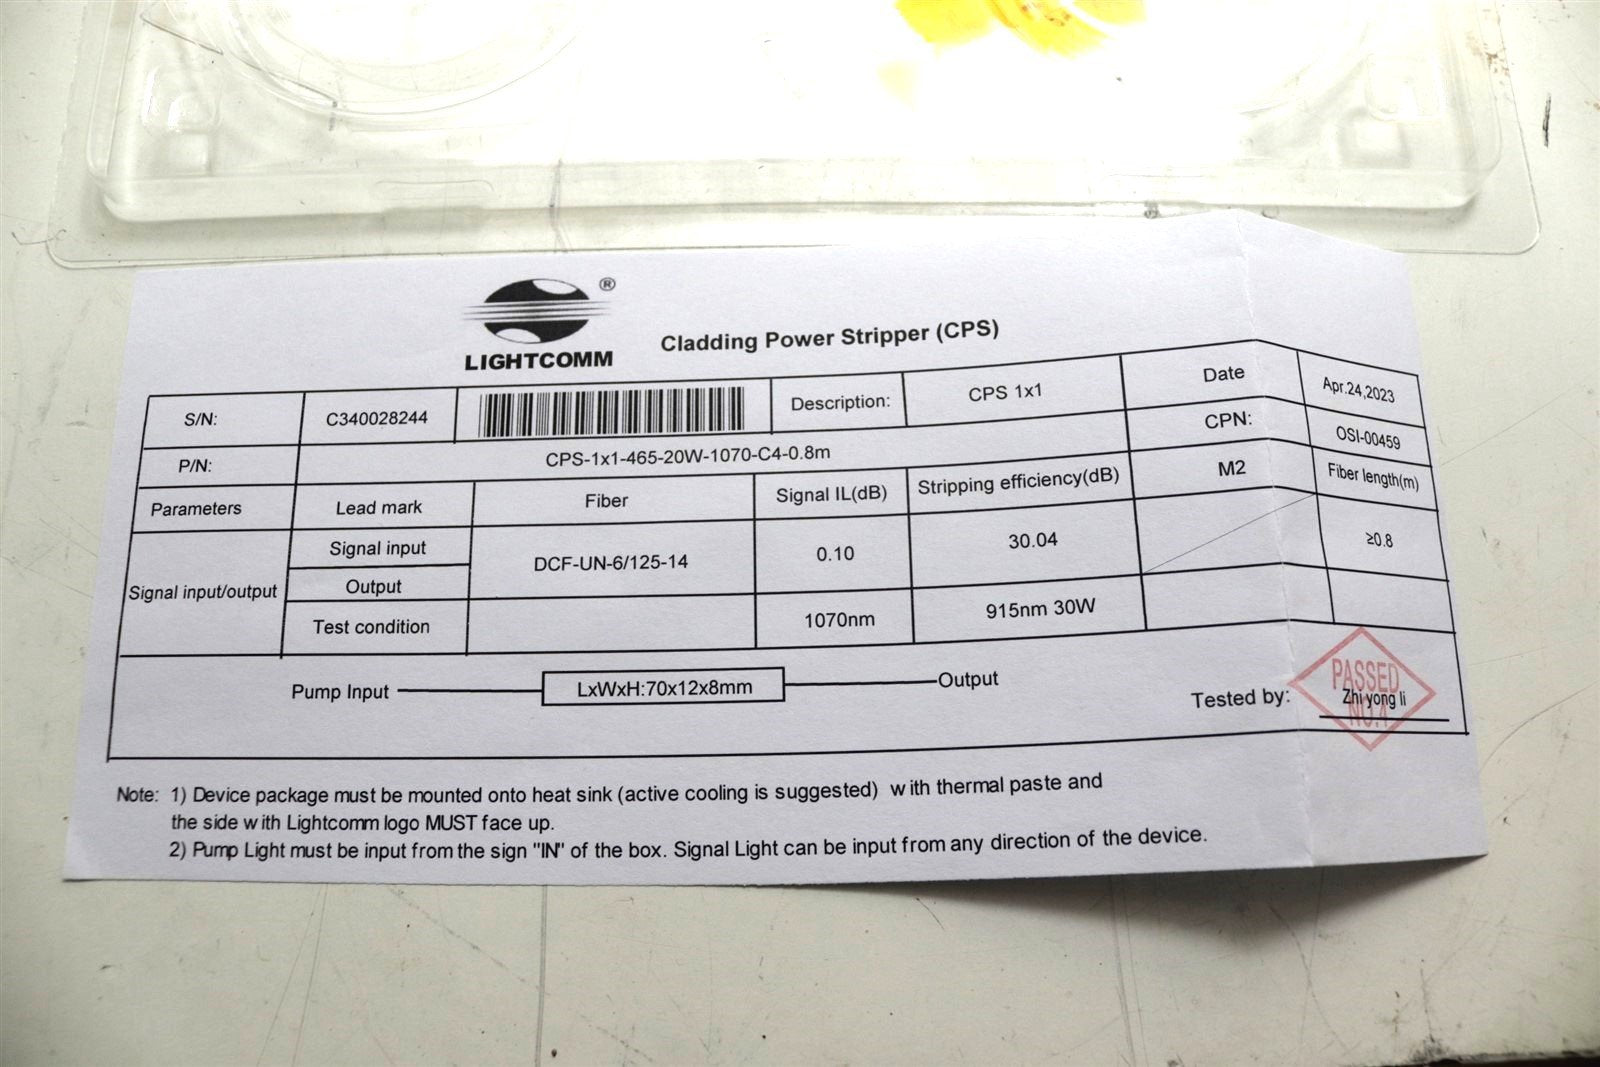 ®
LIGHTCOMM
Cladding Power Stripper (CPS)
S/N: C340028244 Description: CPS 1x1 Date Apr.24,2023
P/N: CPS-1x1-465-20W-1070-C4-0.8m CPN: OSI-00459
Parameters Lead mark Fiber Signal IL(dB) Stripping efficiency(dB) M2 Fiber length(m)
Signal input/output Signal input DCF-UN-6/125-14 0.10 30.04 ≥0.8
Output
Test condition 1070nm 915nm 30W
Pump Input LxWxH:70x12x8mm Output
Tested by: Zhi yong li
PASSED
NO.1
Note: 1) Device package must be mounted onto heat sink (active cooling is suggested) with thermal paste and
the side with Lightcomm logo MUST face up.
2) Pump Light must be input from the sign "IN" of the box. Signal Light can be input from any direction of the device.